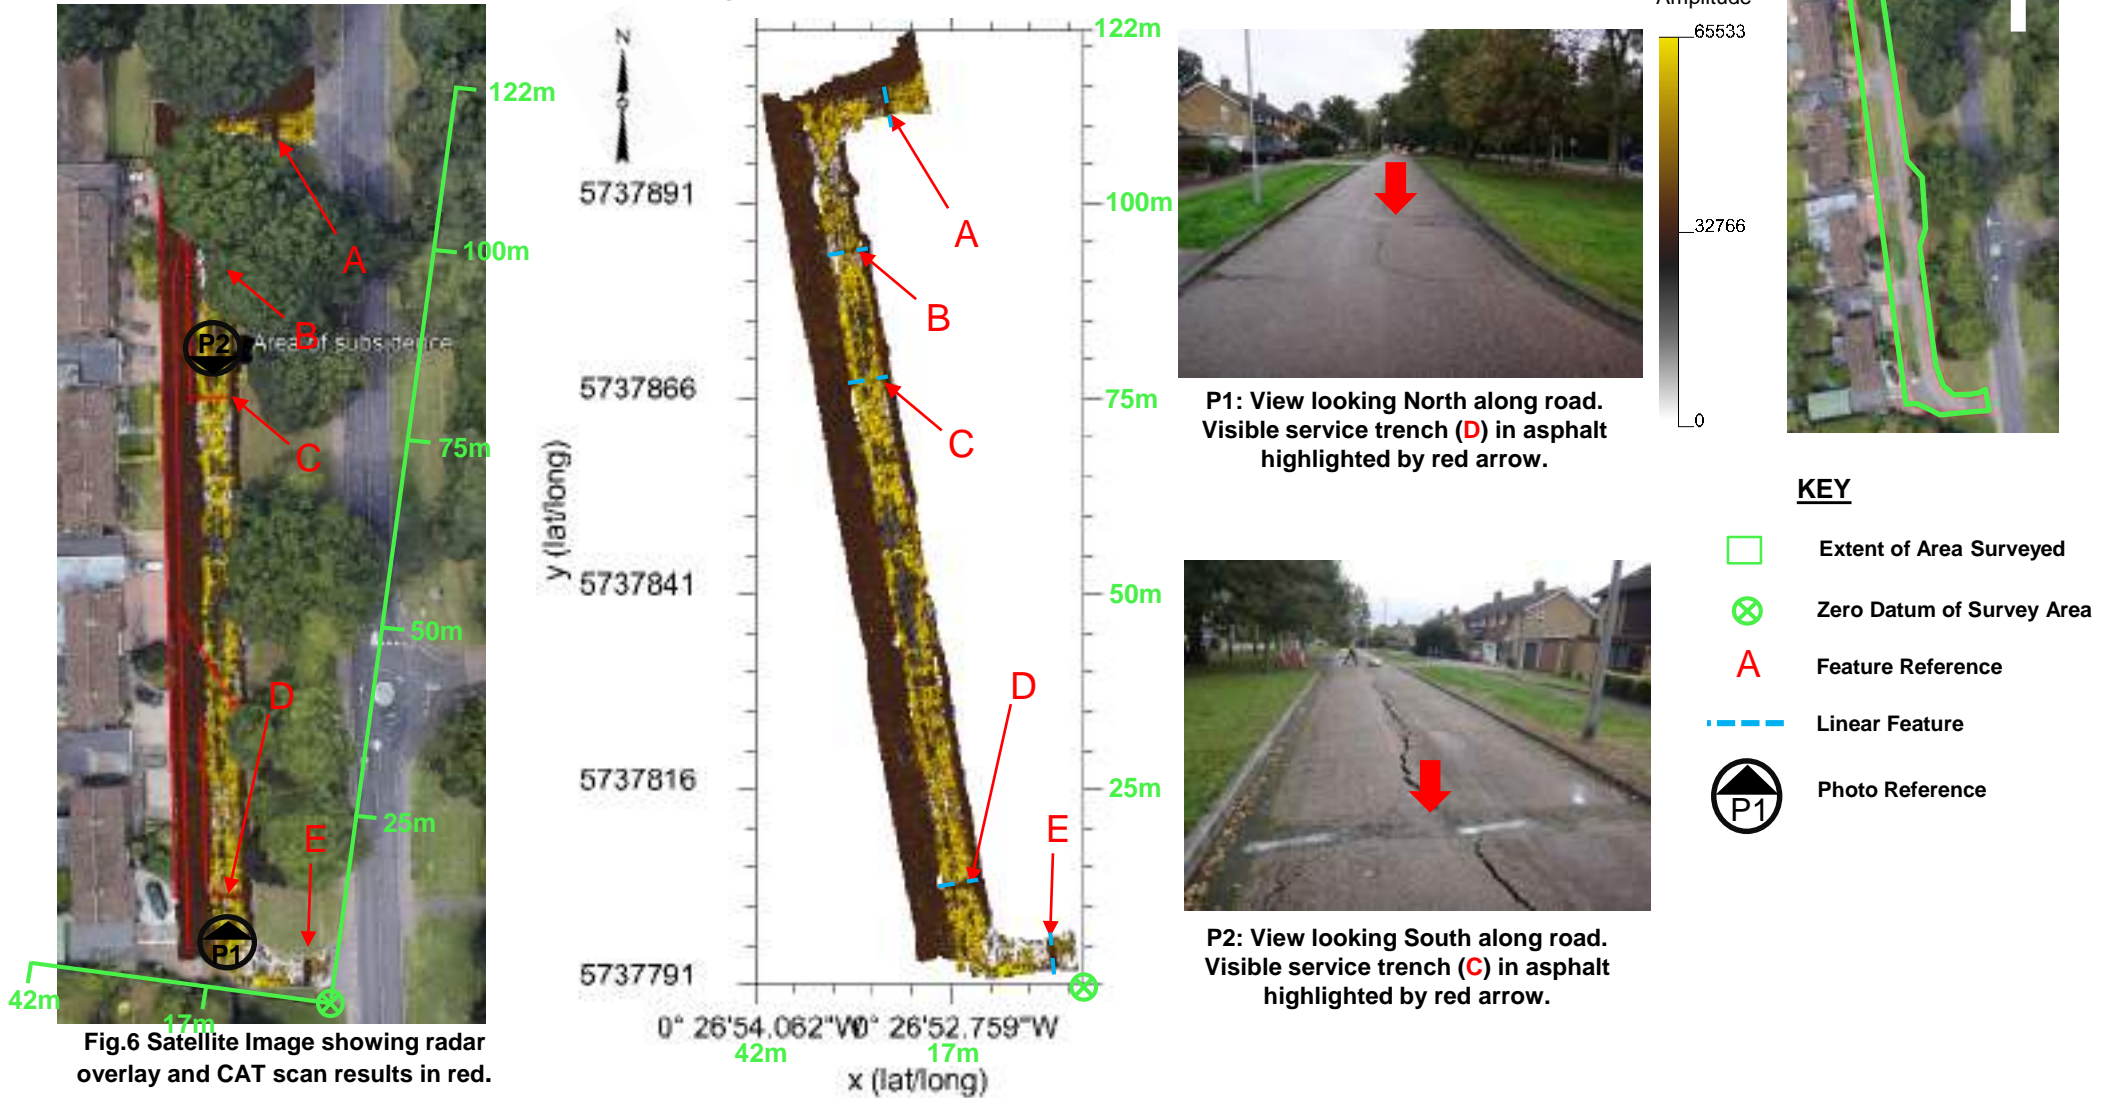 122m
100m
75m
50m
25m
42m
17m
A
B
C
D
E
P2
Area of subsidence
P1
Fig.6 Satellite Image showing radar
overlay and CAT scan results in red.
N
y (lat/long)
5737891
5737866
5737841
5737816
5737791
122m
100m
75m
50m
25m
A
B
C
D
E
0° 26'54.062"W
0° 26'52.759"W
42m
17m
x (lat/long)
P1: View looking North along road.
Visible service trench (D) in asphalt
highlighted by red arrow.
P2: View looking South along road.
Visible service trench (C) in asphalt
highlighted by red arrow.
Amplitude
65533
32766
0
KEY
Extent of Area Surveyed
Zero Datum of Survey Area
A
Feature Reference
Linear Feature
P1
Photo Reference